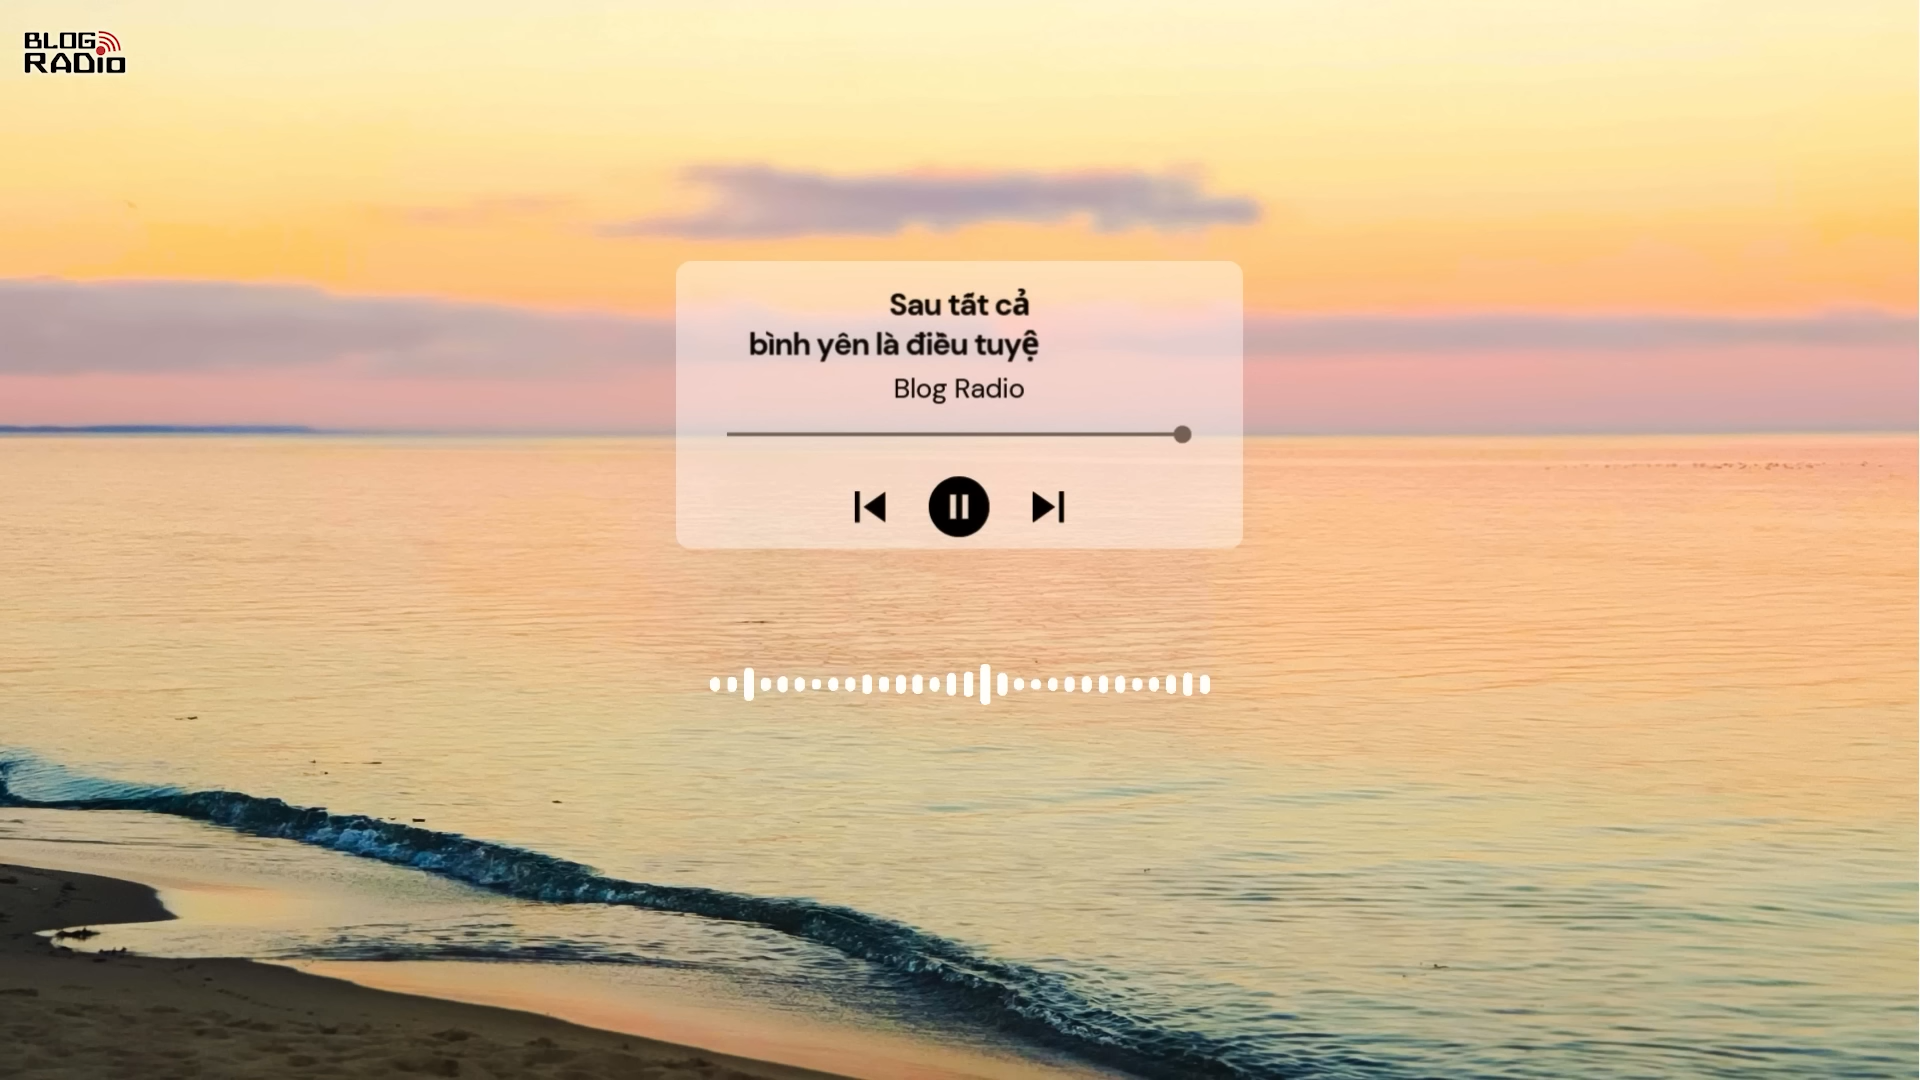 BLOG
RADIO
Sau tất cả
bình yên là điều tuyệ
Blog Radio